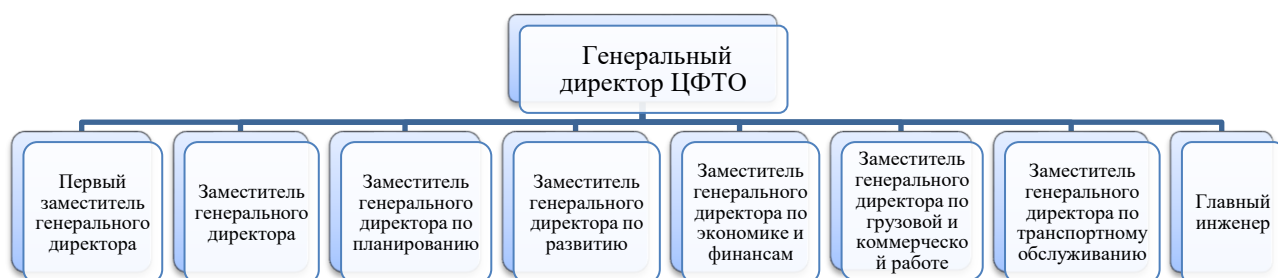 Генеральный
директор ЦФТО
Первый
заместитель
генерального
директора
Заместитель
генерального
директора
Заместитель
генерального
директора по
планированию
Заместитель
генерального
директора по
развитию
Заместитель
генерального
директора по
экономике и
финансам
Заместитель
генерального
директора по
грузовой и
коммерческо
й работе
Заместитель
генерального
директора по
транспортному
обслуживанию
Главный
инженер